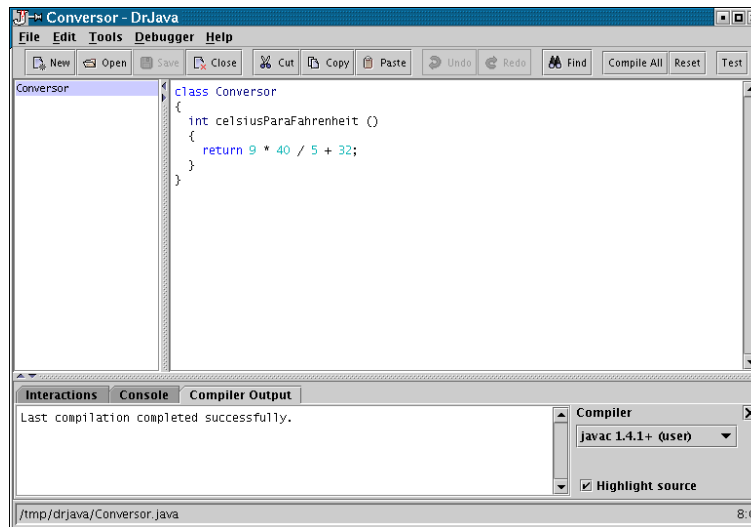 Conversor - DrJava
File Edit Tools Debugger Help
New Open Save Close Cut Copy Paste Undo Redo Find Compile All Reset Test
Conversor
class Conversor
{
int celsiusParaFahrenheit ()
{
return 9 * 40 / 5 + 32;
}
}
Interactions Console Compiler Output
Last compilation completed successfully.
Compiler
javac 1.4.1+ (user)
Highlight source
/tmp/drjava/Conversor.java
8: